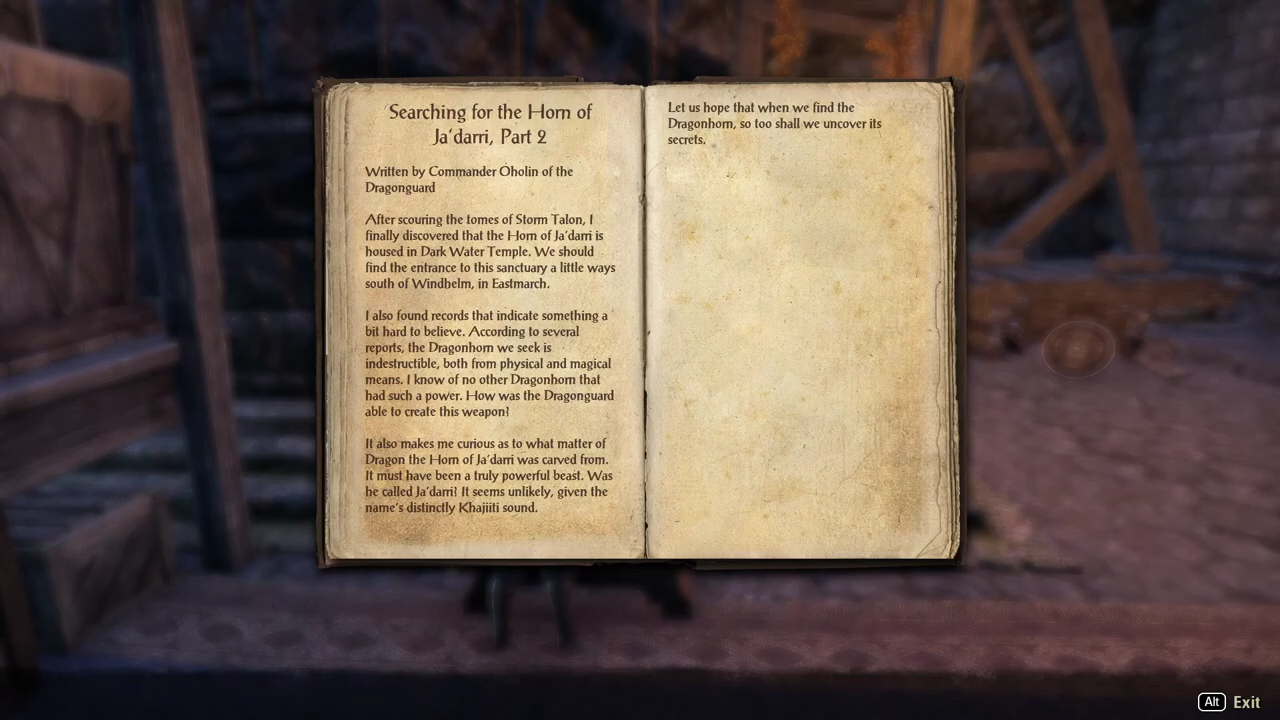 Searching for the Horn of
Ja'darri, Part 2
Written by Commander Oholin of the
Dragonguard
After scouring the tomes of Storm Talon, I
finally discovered that the Horn of Ja'darri is
housed in Dark Water Temple. We should
find the entrance to this sanctuary a little ways
south of Windhelm, in Eastmarch.
I also found records that indicate something a
bit hard to believe. According to several
reports, the Dragonhorn we seek is
indestructible, both from physical and magical
means. I know of no other Dragonhorn that
had such a power. How was the Dragonguard
able to create this weapon?
It also makes me curious as to what matter of
Dragon the Horn of Ja'darri was carved from.
It must have been a truly powerful beast. Was
he called Ja'darri? It seems unlikely, given the
name's distinctly Khajiiti sound.
Let us hope that when we find the
Dragonhorn, so too shall we uncover its
secrets.
Alt Exit